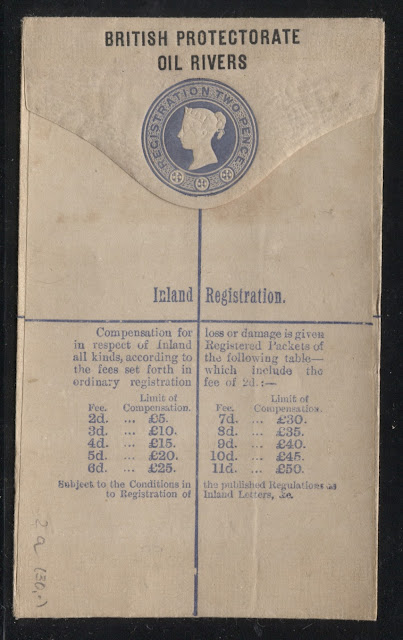 BRITISH PROTECTORATE
OIL RIVERS
REGISTRATION TWO PENCE
Inland Registration.
Compensation for loss or damage is given
in respect of Inland Registered Packets of
all kinds, according to the following table—
the fees set forth in which include the
ordinary registration fee of 2d.:—
Limit of Limit of
Fee. Compensation. Fee. Compensation.
2d. ... £5. 7d. ... £30.
3d. ... £10. 8d. ... £35.
4d. ... £15. 9d. ... £40.
5d. ... £20. 10d. ... £45.
6d. ... £25. 11d. ... £50.
Subject to the Conditions in the published Regulations as
to Registration of Inland Letters, &c.
2a (30,-)